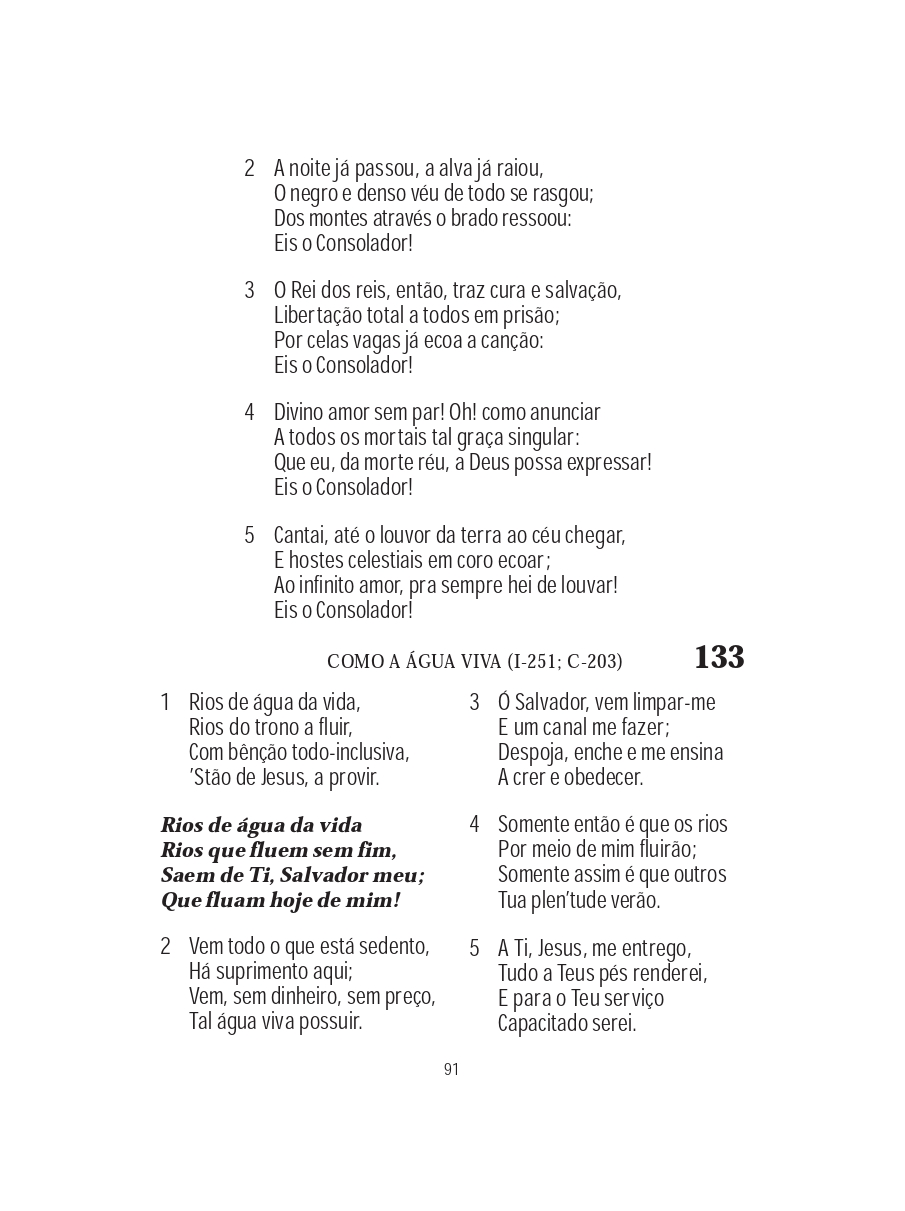 2 A noite já passou, a alva já raiou,
O negro e denso véu de todo se rasgou;
Dos montes através o brado ressoou:
Eis o Consolador!
3 O Rei dos reis, então, traz cura e salvação,
Libertação total a todos em prisão;
Por celas vagas já ecoa a canção:
Eis o Consolador!
4 Divino amor sem par! Oh! como anunciar
A todos os mortais tal graça singular:
Que eu, da morte réu, a Deus possa expressar!
Eis o Consolador!
5 Cantai, até o louvor da terra ao céu chegar,
E hostes celestiais em coro ecoar;
Ao infinito amor, pra sempre hei de louvar!
Eis o Consolador!
COMO A ÁGUA VIVA (I-251; C-203) 133
1 Rios de água da vida,
Rios do trono a fluir,
Com bênção todo-inclusiva,
’Stão de Jesus, a provir.
Rios de água da vida
Rios que fluem sem fim,
Saem de Ti, Salvador meu;
Que fluam hoje de mim!
2 Vem todo o que está sedento,
Há suprimento aqui;
Vem, sem dinheiro, sem preço,
Tal água viva possuir.
3 Ó Salvador, vem limpar-me
E um canal me fazer;
Despoja, enche e me ensina
A crer e obedecer.
4 Somente então é que os rios
Por meio de mim fluirão;
Somente assim é que outros
Tua plen’tude verão.
5 A Ti, Jesus, me entrego,
Tudo a Teus pés renderei,
E para o Teu serviço
Capacitado serei.
91